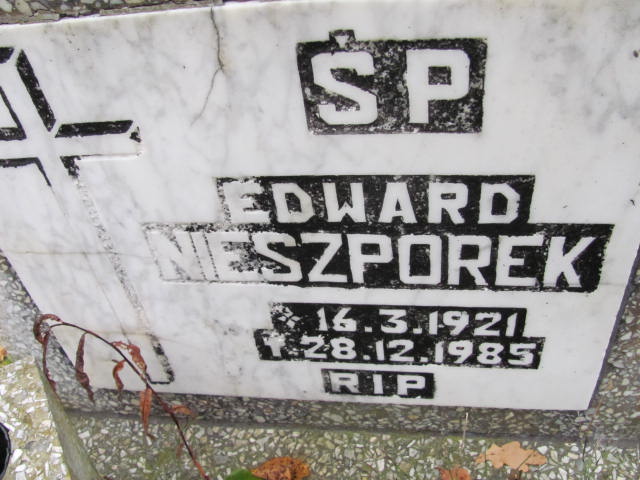 ŚP
EDWARD
NIESZPOREK
* 16.3.1921
†.28.12.1985
RIP